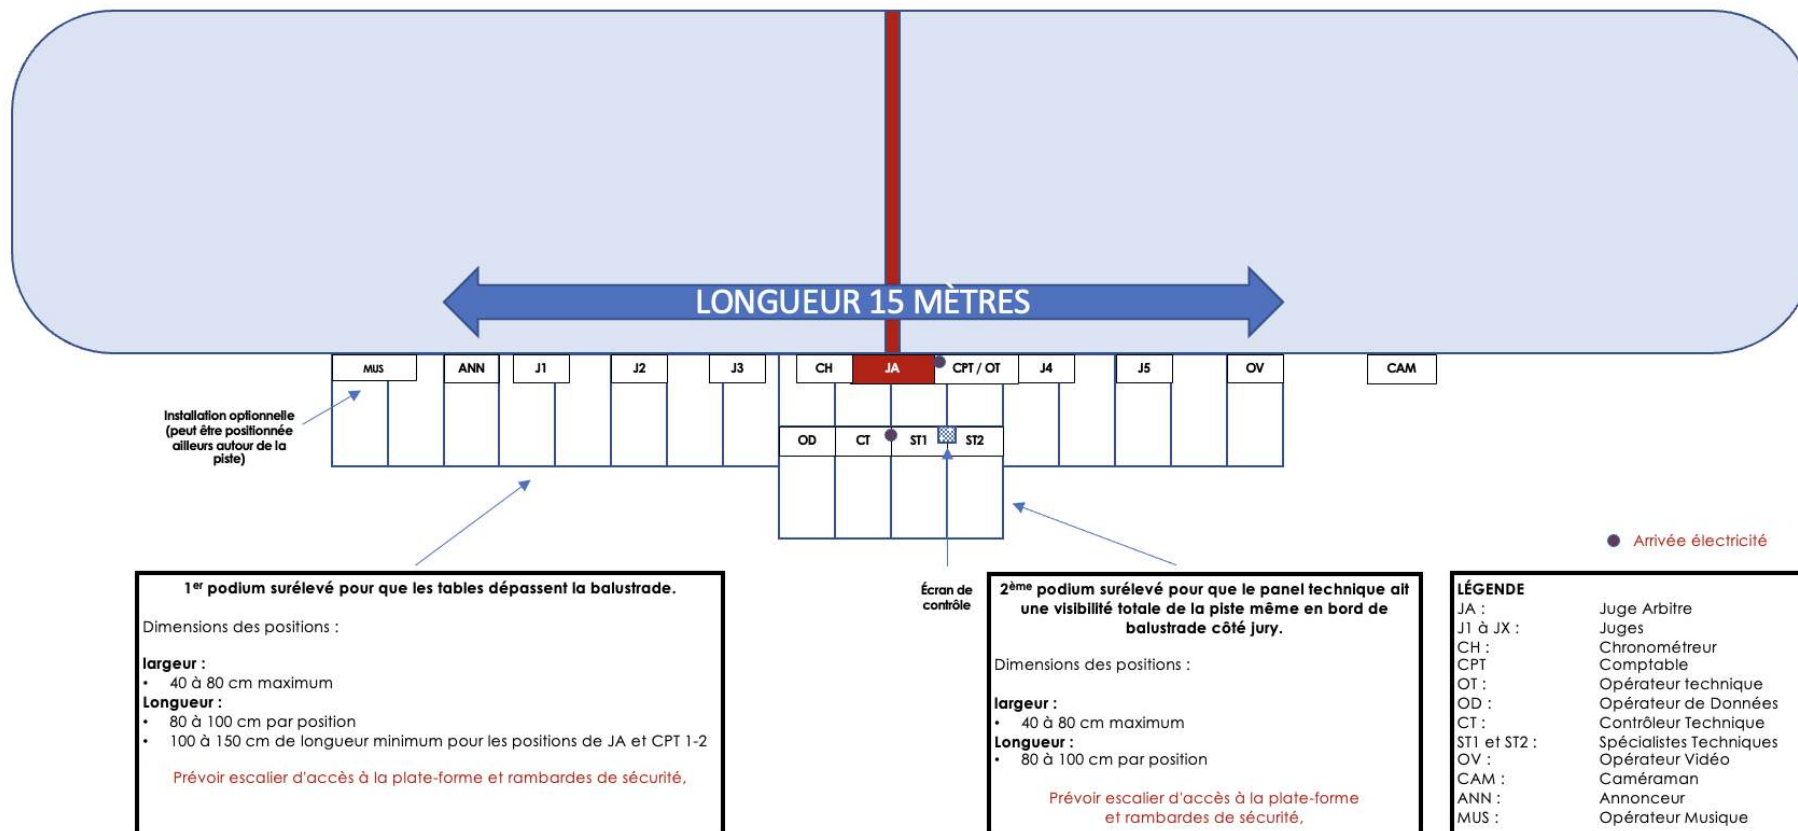 LONGUEUR 15 MÈTRES
MUS
ANN
J1
J2
J3
CH
JA
CPT / OT
J4
J5
OV
CAM
OD
CT
ST1
ST2
Installation optionnelle
(peut être positionnée
ailleurs autour de la
piste)
Écran de
contrôle
Arrivée électricité
1er podium surélevé pour que les tables dépassent la balustrade.
Dimensions des positions :
largeur :
• 40 à 80 cm maximum
Longueur :
• 80 à 100 cm par position
• 100 à 150 cm de longueur minimum pour les positions de JA et CPT 1-2
Prévoir escalier d'accès à la plate-forme et rambardes de sécurité,
2ème podium surélevé pour que le panel technique ait
une visibilité totale de la piste même en bord de
balustrade côté jury.
Dimensions des positions :
largeur :
• 40 à 80 cm maximum
Longueur :
• 80 à 100 cm par position
Prévoir escalier d'accès à la plate-forme
et rambardes de sécurité,
LÉGENDE
JA : Juge Arbitre
J1 à JX : Juges
CH : Chronométreur
CPT Comptable
OT : Opérateur technique
OD : Opérateur de Données
CT : Contrôleur Technique
ST1 et ST2 : Spécialistes Techniques
OV : Opérateur Vidéo
CAM : Caméraman
ANN : Annonceur
MUS : Opérateur Musique